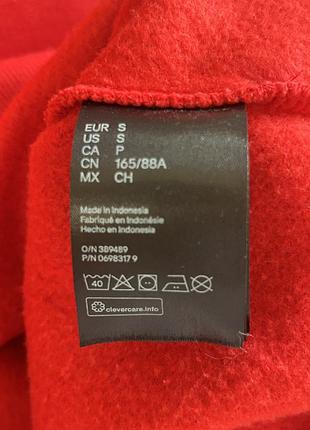 EUR S
US S
CA P
CN 165/88A
MX CH
Made in Indonesia
Fabriqué en Indonésie
Hecho en Indonesia
O/N 389489
P/N 0698317 9
40
clevercare.info